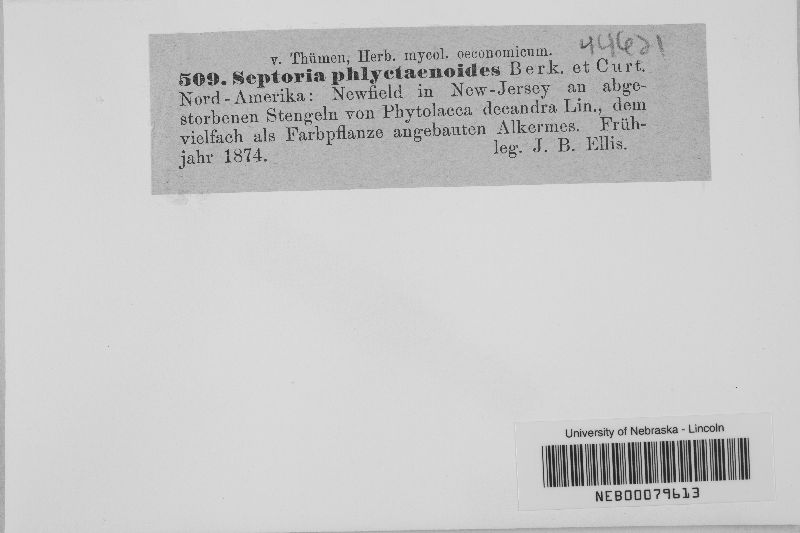 v. Thümen, Herb. mycol. oeconomicum.
44621
509. Septoria phlyctaenoides Berk. et Curt.
Nord-Amerika: Newfield in New-Jersey an abge-
storbenen Stengeln von Phytolacca decandra Lin., dem
vielfach als Farbpflanze angebauten Alkermes. Früh-
jahr 1874. leg. J. B. Ellis.
University of Nebraska - Lincoln
NEB00079613